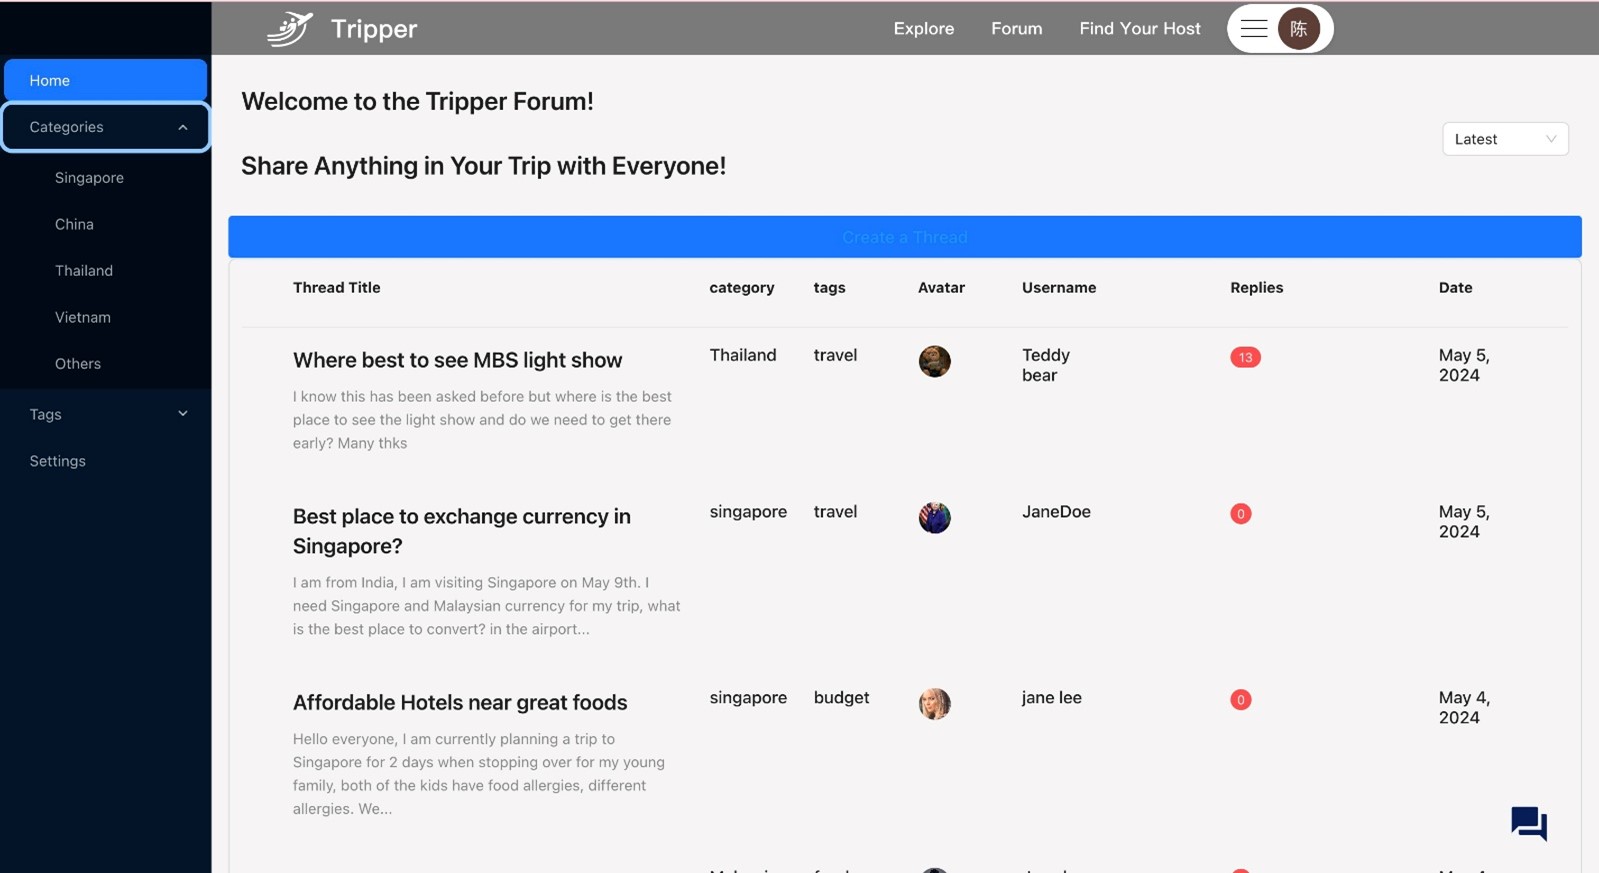 Tripper
Explore
Forum
Find Your Host
陈
Home
Categories
Singapore
China
Thailand
Vietnam
Others
Tags
Settings
Welcome to the Tripper Forum!
Latest
Share Anything in Your Trip with Everyone!
Create a Thread
Thread Title category tags Avatar Username Replies Date
Where best to see MBS light show
I know this has been asked before but where is the best
place to see the light show and do we need to get there
early? Many thks
Thailand
travel
Teddy
bear
13
May 5,
2024
Best place to exchange currency in
Singapore?
I am from India, I am visiting Singapore on May 9th. I
need Singapore and Malaysian currency for my trip, what
is the best place to convert? in the airport...
singapore
travel
JaneDoe
0
May 5,
2024
Affordable Hotels near great foods
Hello everyone, I am currently planning a trip to
Singapore for 2 days when stopping over for my young
family, both of the kids have food allergies, different
allergies. We...
singapore
budget
jane lee
0
May 4,
2024